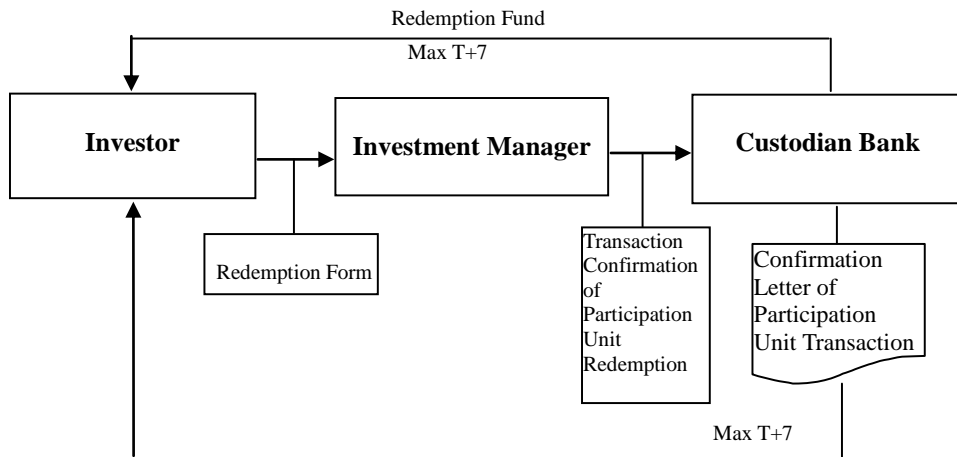 Redemption Fund
Max T+7
Investor
Investment Manager
Custodian Bank
Redemption Form
Transaction
Confirmation
of
Participation
Unit
Redemption
Confirmation
Letter of
Participation
Unit Transaction
Max T+7